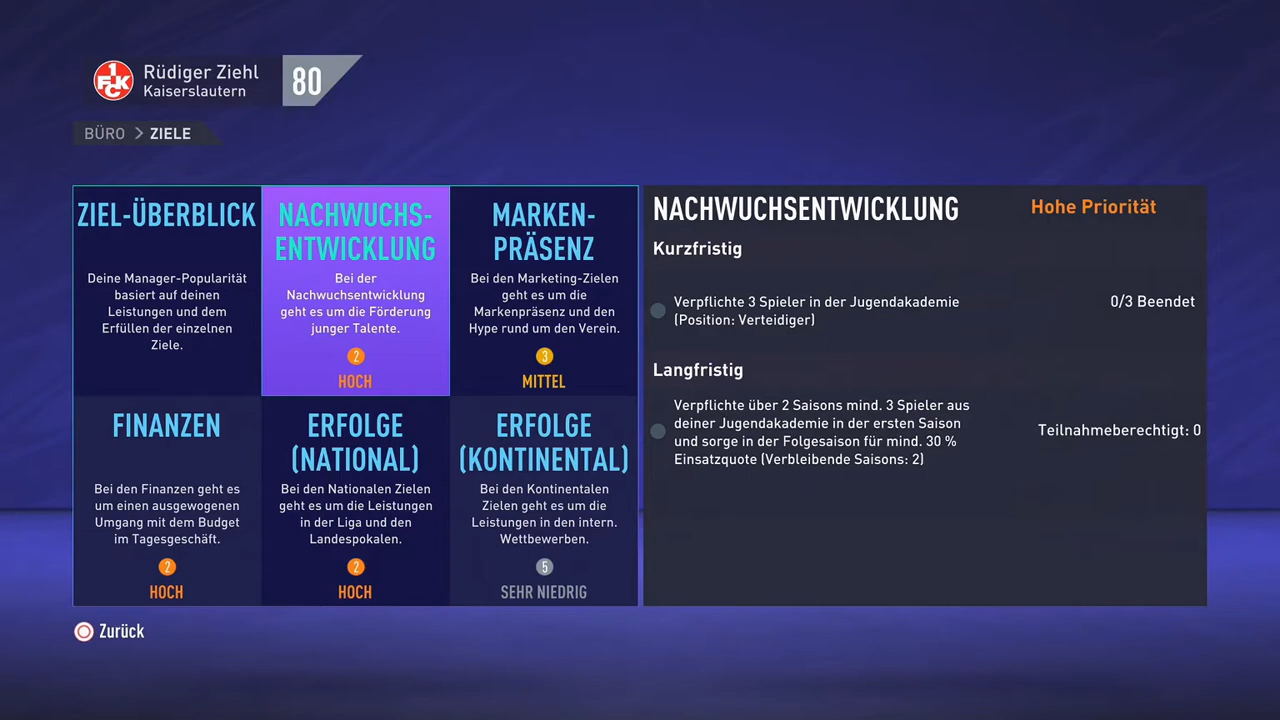 1
FCK
Rüdiger Ziehl
Kaiserslautern
80
BÜRO > ZIELE
ZIEL-ÜBERBLICK
Deine Manager-Popularität
basiert auf deinen
Leistungen und dem
Erfüllen der einzelnen
Ziele.
NACHWUCHS-
ENTWICKLUNG
Bei der
Nachwuchsentwicklung
geht es um die Förderung
junger Talente.
2
HOCH
MARKEN-
PRÄSENZ
Bei den Marketing-Zielen
geht es um die
Markenpräsenz und den
Hype rund um den Verein.
3
MITTEL
FINANZEN
Bei den Finanzen geht es
um einen ausgewogenen
Umgang mit dem Budget
im Tagesgeschäft.
2
HOCH
ERFOLGE
(NATIONAL)
Bei den Nationalen Zielen
geht es um die Leistungen
in der Liga und den
Landespokalen.
2
HOCH
ERFOLGE
(KONTINENTAL)
Bei den Kontinentalen
Zielen geht es um die
Leistungen in den intern.
Wettbewerben.
5
SEHR NIEDRIG
NACHWUCHSENTWICKLUNG
Hohe Priorität
Kurzfristig
Verpflichte 3 Spieler in der Jugendakademie
(Position: Verteidiger)
0/3 Beendet
Langfristig
Verpflichte über 2 Saisons mind. 3 Spieler aus
deiner Jugendakademie in der ersten Saison
und sorge in der Folgesaison für mind. 30 %
Einsatzquote (Verbleibende Saisons: 2)
Teilnahmeberechtigt: 0
Zurück